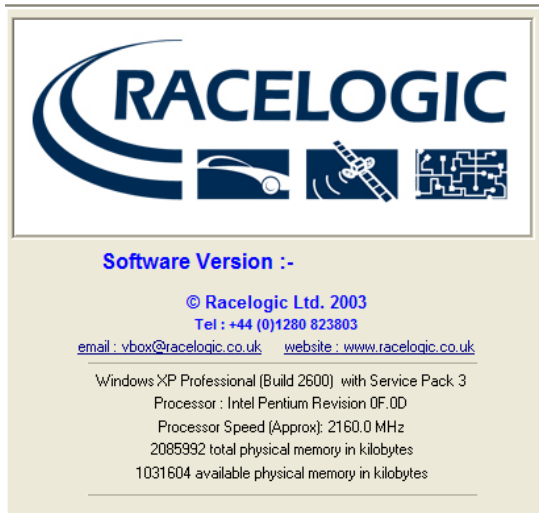 RACELOGIC
Software Version :-
© Racelogic Ltd. 2003
Tel : +44 (0)1280 823803
email : vbox@racelogic.co.uk website : www.racelogic.co.uk
Windows XP Professional (Build 2600) with Service Pack 3
Processor : Intel Pentium Revision 0F.0D
Processor Speed (Approx): 2160.0 MHz
2085992 total physical memory in kilobytes
1031604 available physical memory in kilobytes